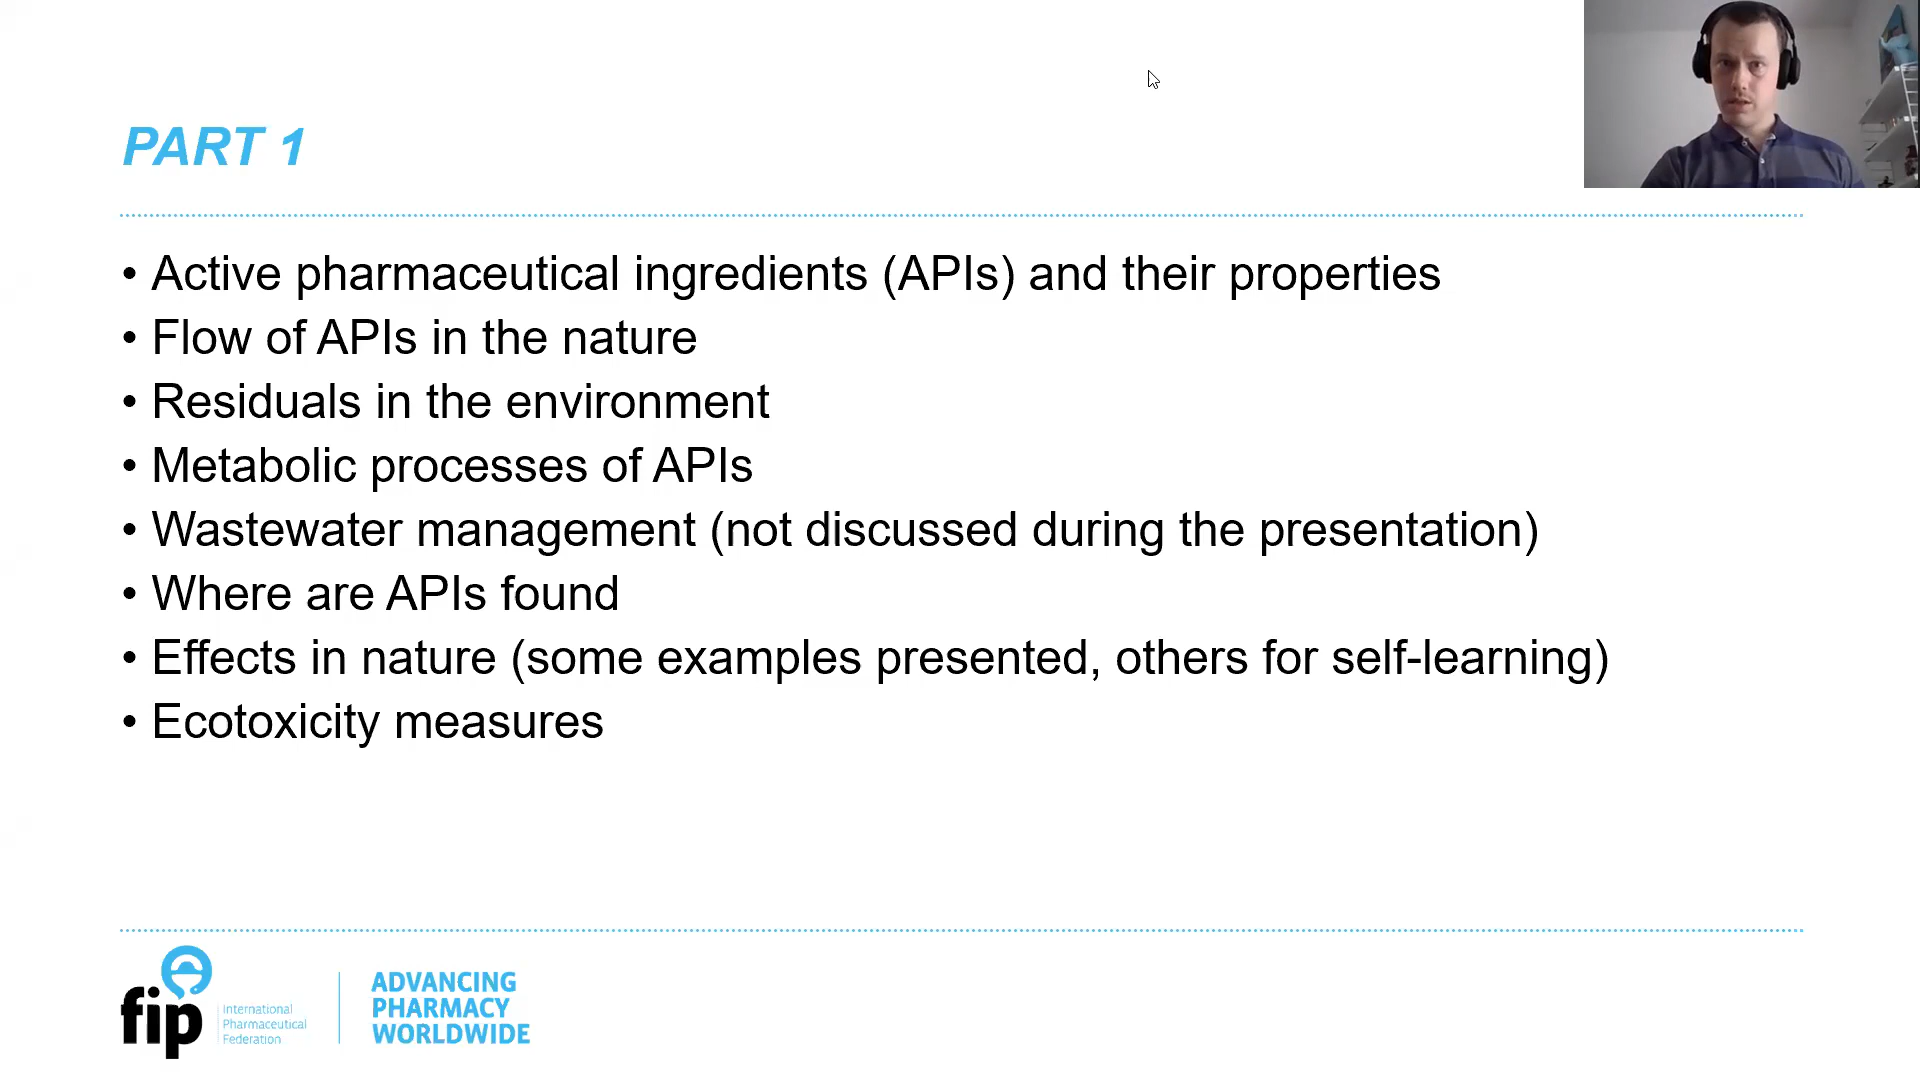 PART 1
• Active pharmaceutical ingredients (APIs) and their properties
• Flow of APIs in the nature
• Residuals in the environment
• Metabolic processes of APIs
• Wastewater management (not discussed during the presentation)
• Where are APIs found
• Effects in nature (some examples presented, others for self-learning)
• Ecotoxicity measures
fip
International
Pharmaceutical
Federation
ADVANCING
PHARMACY
WORLDWIDE